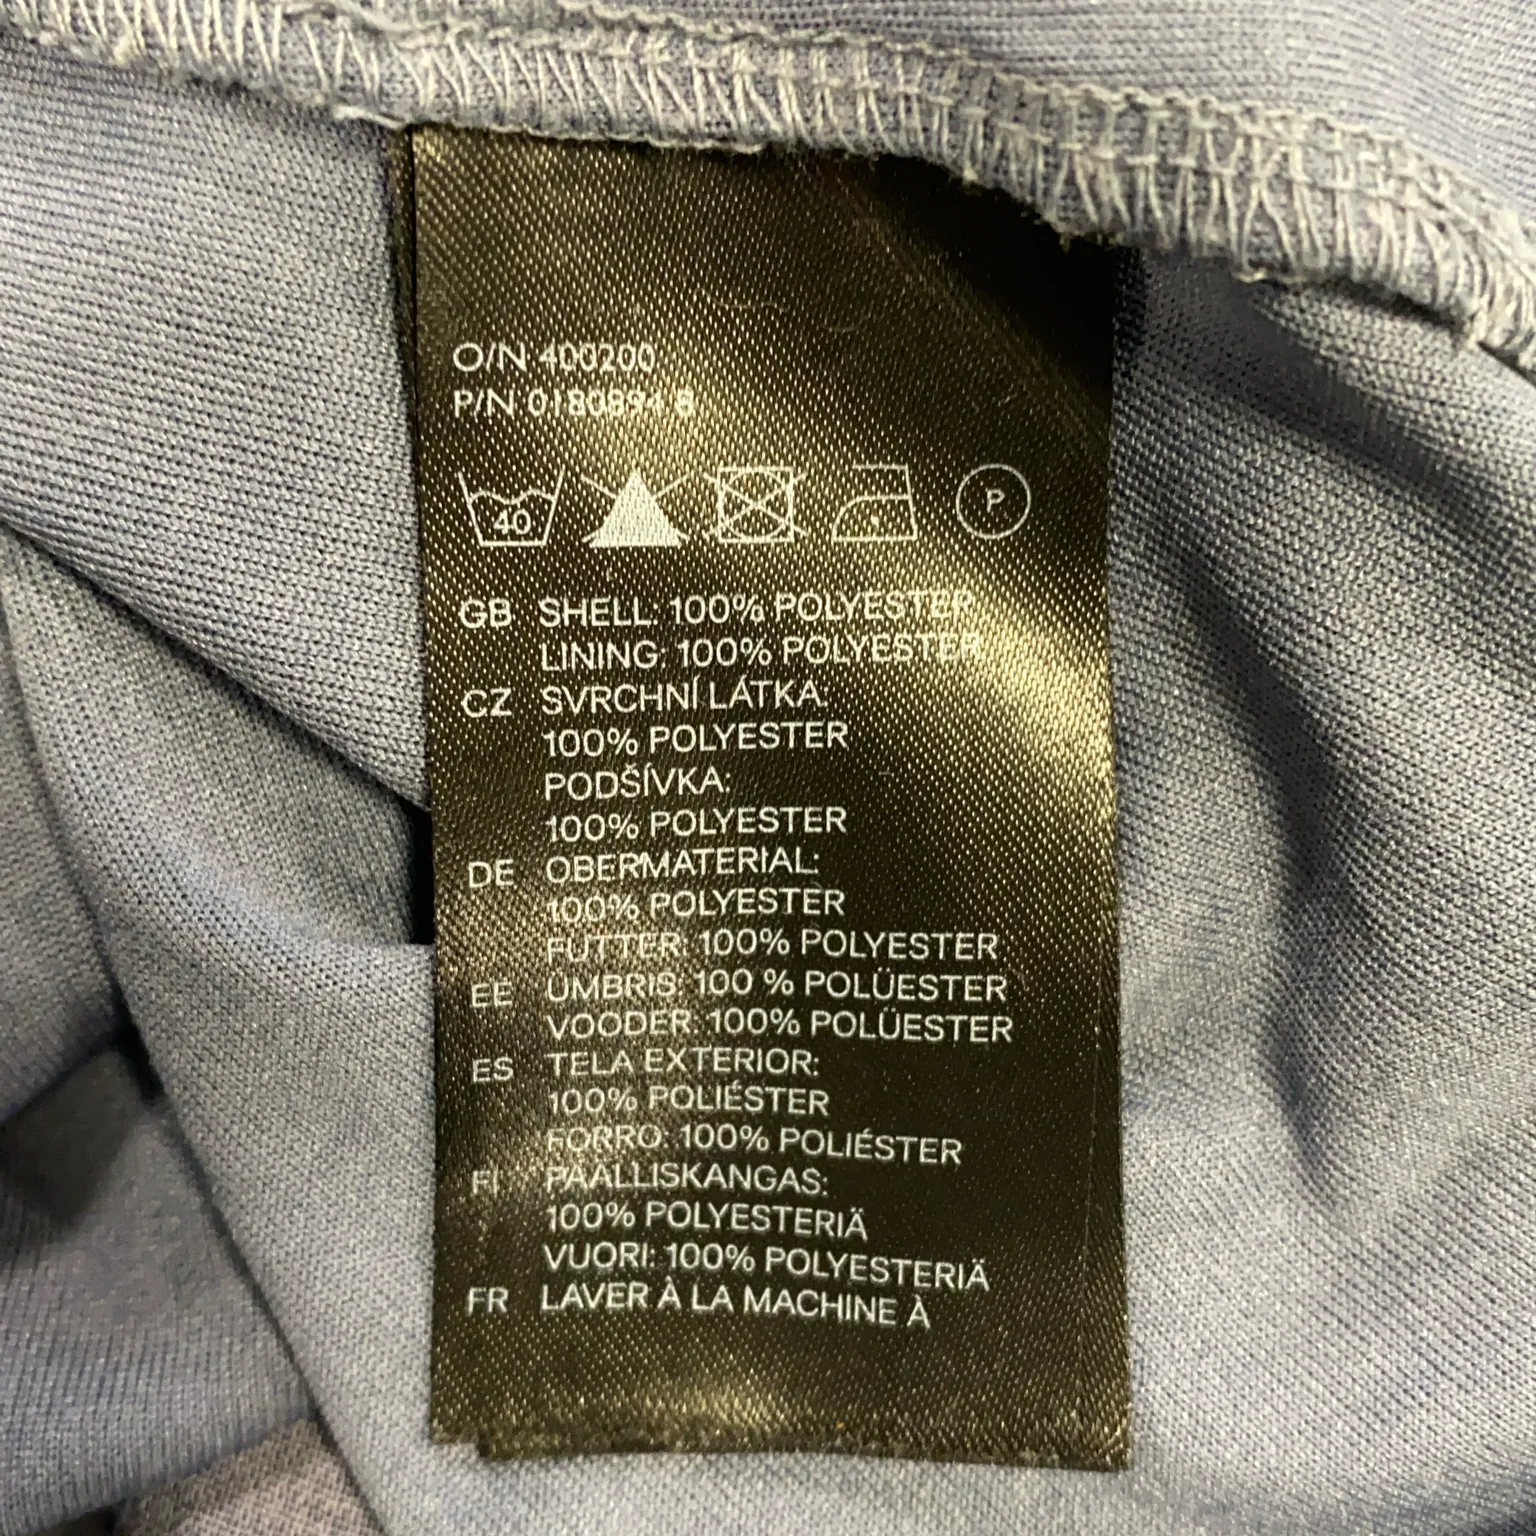 O/N 400200
P/N 0180894 8
40
P
GB SHELL: 100% POLYESTER
LINING: 100% POLYESTER
CZ SVRCHNÍ LÁTKA:
100% POLYESTER
PODŠÍVKA:
100% POLYESTER
DE OBERMATERIAL:
100% POLYESTER
FUTTER: 100% POLYESTER
EE ÜMBRIS: 100 % POLÜESTER
VOODER: 100% POLÜESTER
ES TELA EXTERIOR:
100% POLIÉSTER
FORRO: 100% POLIÉSTER
FI PÄÄLLISKANGAS:
100% POLYESTERIÄ
VUORI: 100% POLYESTERIÄ
FR LAVER À LA MACHINE À